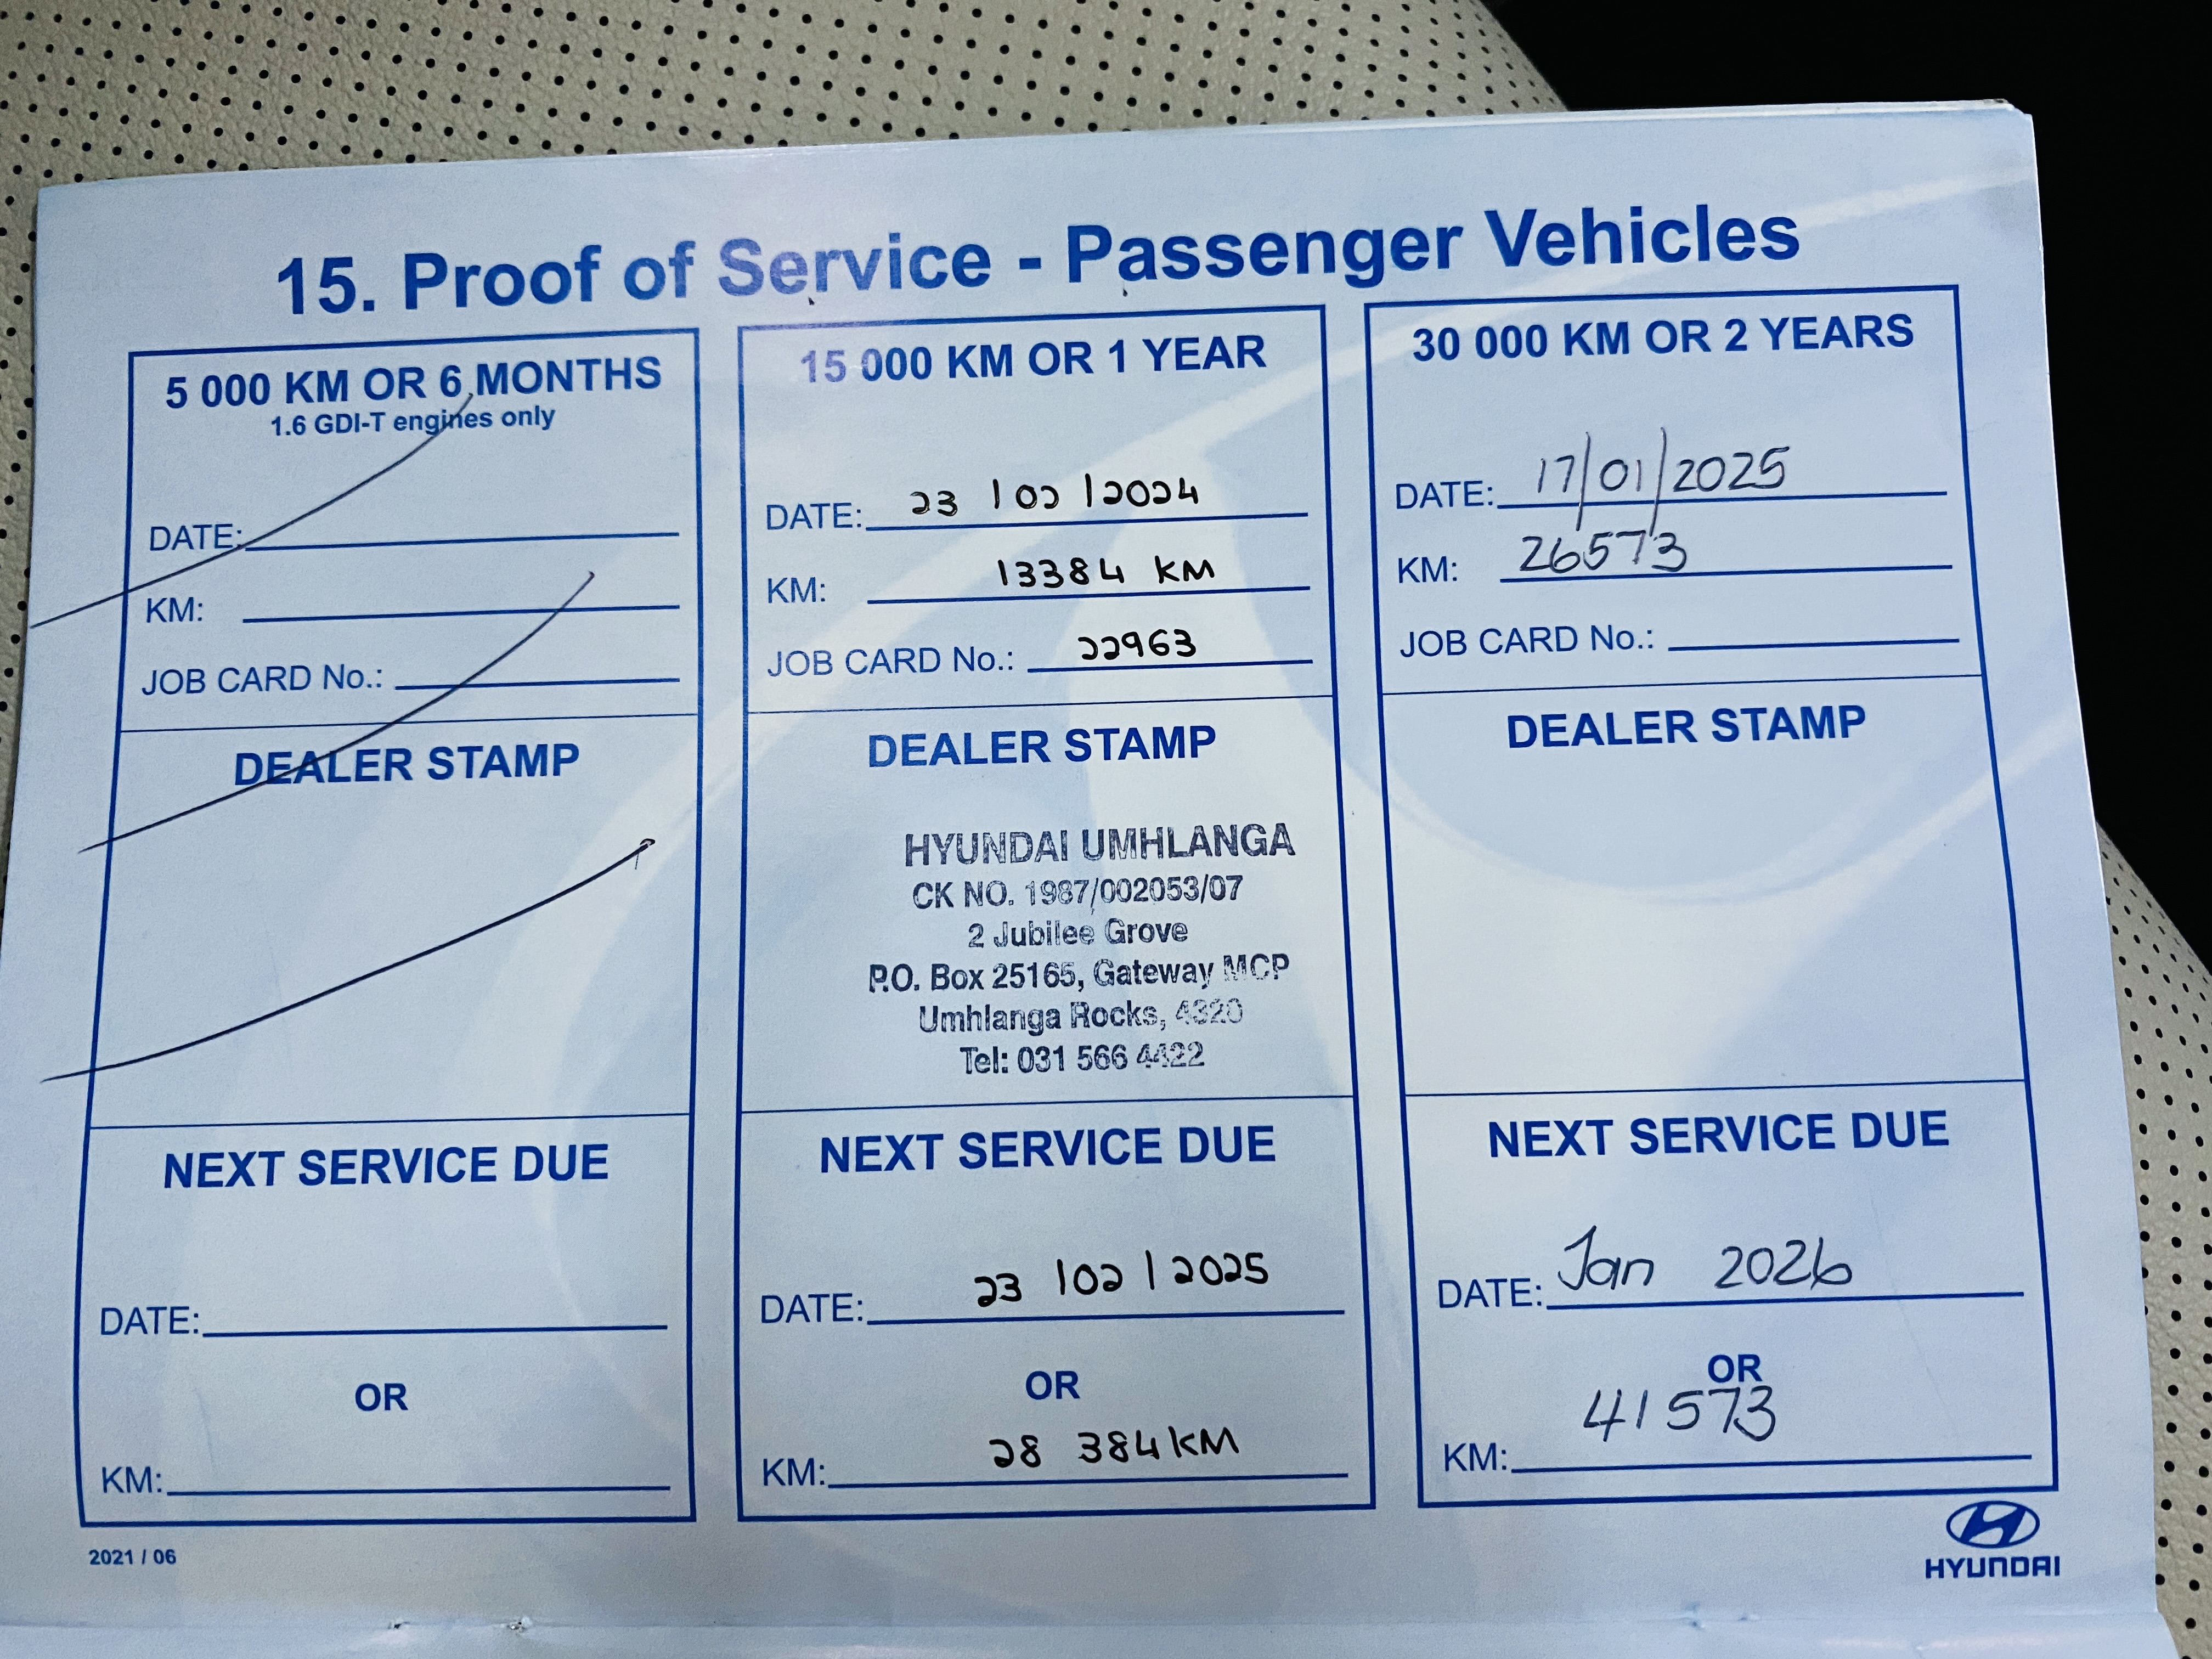 15. Proof of Service - Passenger Vehicles
5 000 KM OR 6 MONTHS
1.6 GDI-T engines only
DATE:
KM:
JOB CARD No.:
DEALER STAMP
NEXT SERVICE DUE
DATE:
OR
KM:
15 000 KM OR 1 YEAR
DATE: 23 / 02 / 2024
KM: 13384 KM
JOB CARD No.: 22963
DEALER STAMP
HYUNDAI UMHLANGA
CK NO. 1987/002053/07
2 Jubilee Grove
P.O. Box 25165, Gateway MCP
Umhlanga Rocks, 4320
Tel: 031 566 4422
NEXT SERVICE DUE
DATE: 23 / 02 / 2025
OR
KM: 28 384 KM
30 000 KM OR 2 YEARS
DATE: 17/01/2025
KM: 26573
JOB CARD No.:
DEALER STAMP
NEXT SERVICE DUE
DATE: Jan 2026
OR
KM: 41573
2021 / 06
HYUNDAI